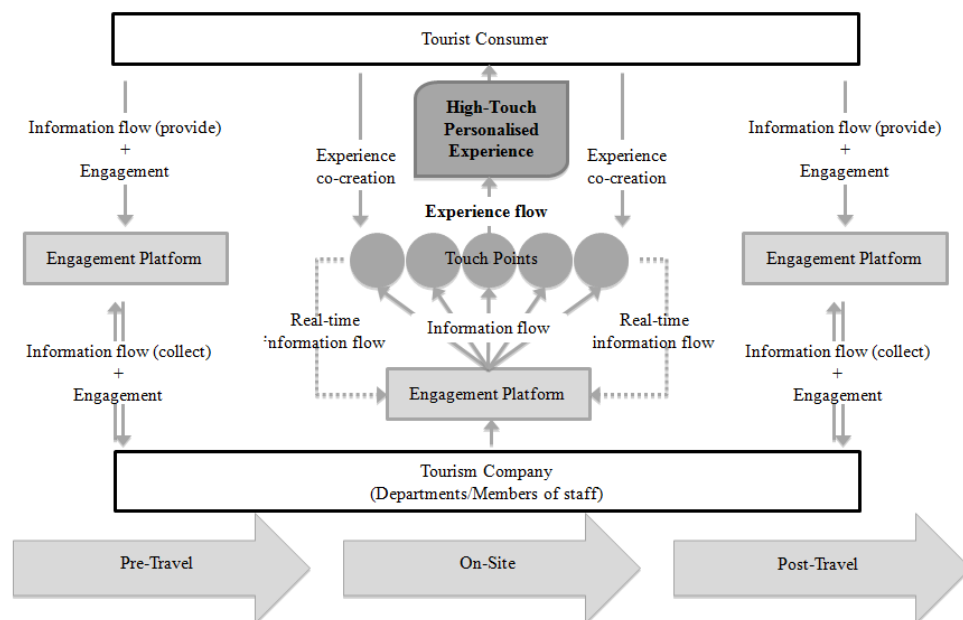 Tourist Consumer
High-Touch
Personalised
Experience
Information flow (provide)
+
Engagement
Experience
co-creation
Experience
co-creation
Information flow (provide)
+
Engagement
Experience flow
Engagement Platform
Touch Points
Engagement Platform
Real-time
information flow
Information flow
Real-time
information flow
Information flow (collect)
+
Engagement
Information flow (collect)
+
Engagement
Engagement Platform
Tourism Company
(Departments/Members of staff)
Pre-Travel
On-Site
Post-Travel